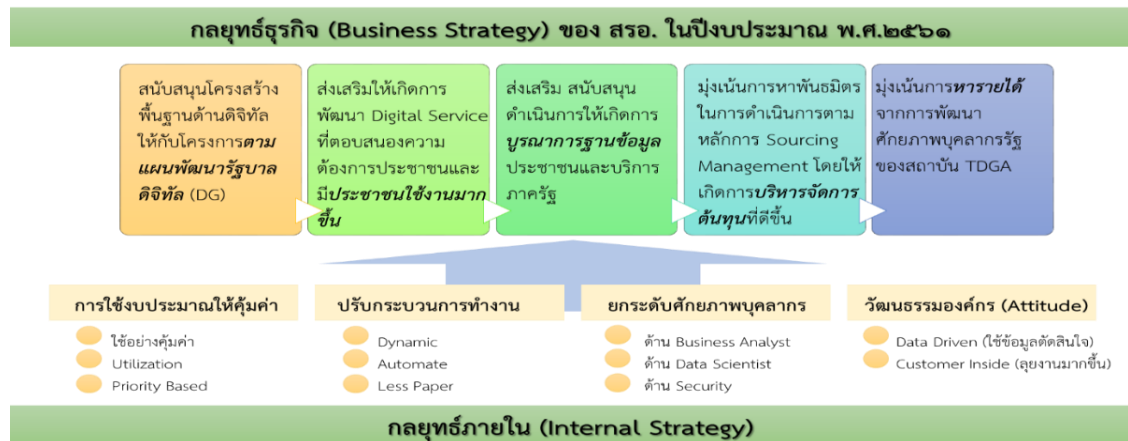 กลยุทธ์ธุรกิจ (Business Strategy) ของ สรอ. ในปีงบประมาณ พ.ศ.๒๕๖๑
สนับสนุนโครงสร้าง
พื้นฐานด้านดิจิทัล
ให้กับโครงการตาม
แผนพัฒนารัฐบาล
ดิจิทัล (DG)
ส่งเสริมให้เกิดการ
พัฒนา Digital Service
ที่ตอบสนองความ
ต้องการประชาชนและ
มีประชาชนใช้งานมาก
ขึ้น
ส่งเสริม สนับสนุน
ดำเนินการให้เกิดการ
บูรณาการฐานข้อมูล
ประชาชนและบริการ
ภาครัฐ
มุ่งเน้นการหาพันธมิตร
ในการดำเนินการตาม
หลักการ Sourcing
Management โดยให้
เกิดการบริหารจัดการ
ต้นทุนที่ดีขึ้น
มุ่งเน้นการหารายได้
จากการพัฒนา
ศักยภาพบุคลากรรัฐ
ของสถาบัน TDGA
การใช้งบประมาณให้คุ้มค่า
ใช้อย่างคุ้มค่า
Utilization
Priority Based
ปรับกระบวนการทำงาน
Dynamic
Automate
Less Paper
ยกระดับศักยภาพบุคลากร
ด้าน Business Analyst
ด้าน Data Scientist
ด้าน Security
วัฒนธรรมองค์กร (Attitude)
Data Driven (ใช้ข้อมูลตัดสินใจ)
Customer Inside (ลุยงานมากขึ้น)
กลยุทธ์ภายใน (Internal Strategy)